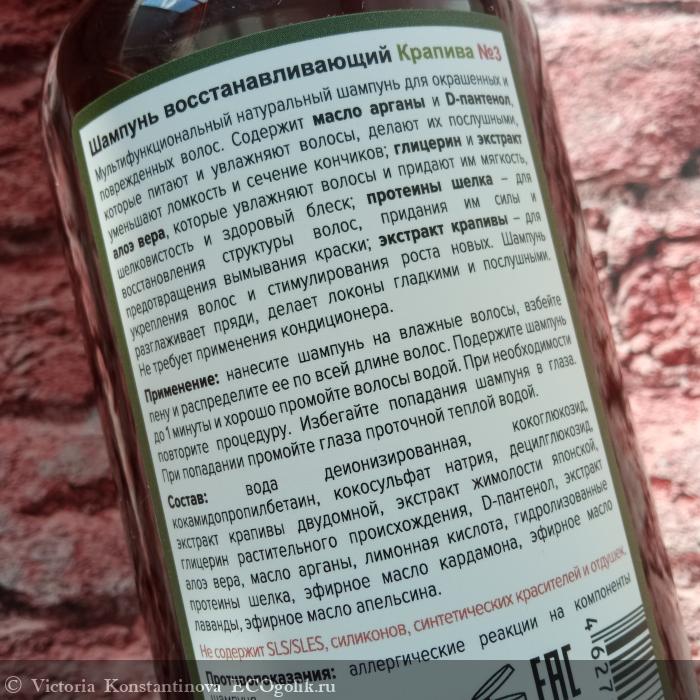 Шампунь восстанавливающий Крапива №3
Мультифункциональный натуральный шампунь для окрашенных и
поврежденных волос. Содержит масло арганы и D-пантенол,
которые питают и увлажняют волосы, делают их послушными,
уменьшают ломкость и сечение кончиков; глицерин и экстракт
алоэ вера, которые увлажняют волосы и придают им мягкость,
шелковистость и здоровый блеск; протеины шелка – для
восстановления структуры волос, придания им силы и
предотвращения вымывания краски; экстракт крапивы – для
укрепления волос и стимулирования роста новых. Шампунь
разглаживает пряди, делает локоны гладкими и послушными.
Не требует применения кондиционера.
Применение: нанесите шампунь на влажные волосы, взбейте
пену и распределите ее по всей длине волос. Подержите шампунь
до 1 минуты и хорошо промойте волосы водой. При необходимости
повторите процедуру. Избегайте попадания шампуня в глаза.
При попадании промойте глаза проточной теплой водой.
Состав: вода деионизированная, кокоглюкозид,
кокамидопропилбетаин, кокосульфат натрия, децилглюкозид,
экстракт крапивы двудомной, экстракт жимолости японской,
глицерин растительного происхождения, D-пантенол, экстракт
алоэ вера, масло арганы, лимонная кислота, гидролизованные
протеины шелка, эфирное масло кардамона, эфирное масло
лаванды, эфирное масло апельсина.
Не содержит SLS/SLES, силиконов, синтетических красителей и отдушек.
Противопоказания: аллергические реакции на компоненты
шампуня
EAC
4 627
© Victoria Konstantinova ECOgolik.ru